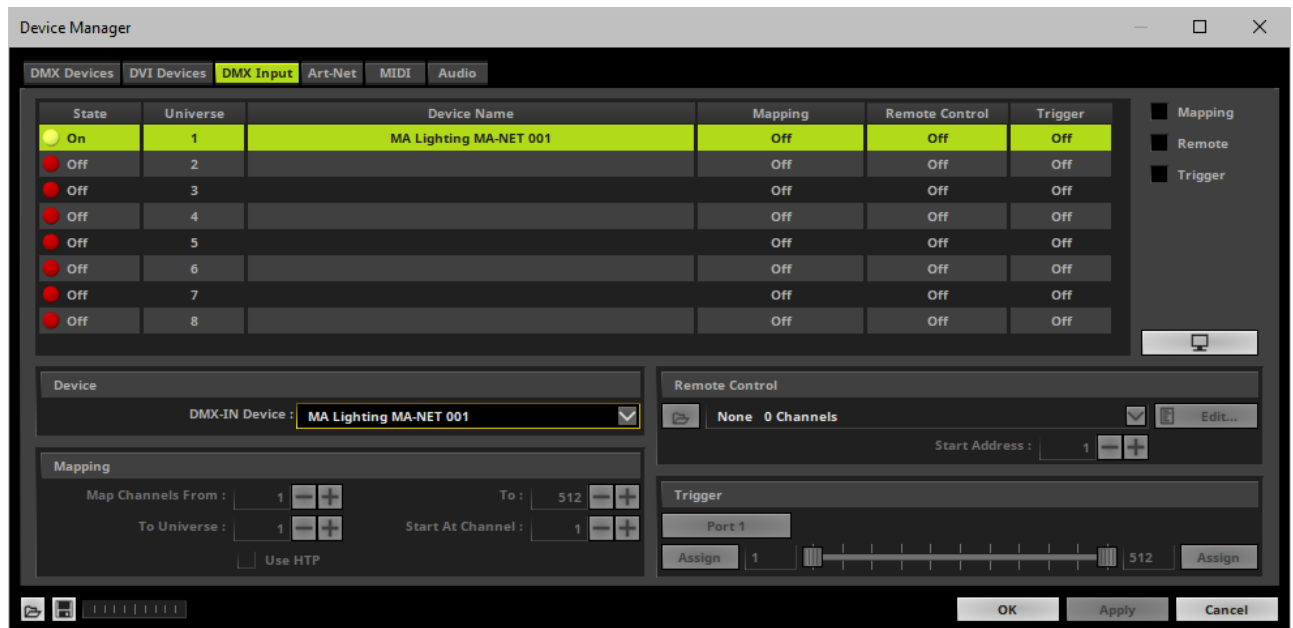 Device Manager
DMX Devices DVI Devices DMX Input Art-Net MIDI Audio
State Universe Device Name Mapping Remote Control Trigger
On 1 MA Lighting MA-NET 001 Off Off Off
Off 2 Off Off Off
Off 3 Off Off Off
Off 4 Off Off Off
Off 5 Off Off Off
Off 6 Off Off Off
Off 7 Off Off Off
Off 8 Off Off Off
Mapping
Remote
Trigger
Device
DMX-IN Device : MA Lighting MA-NET 001
Mapping
Map Channels From : 1 To : 512
To Universe : 1 Start At Channel : 1
Use HTP
Remote Control
None 0 Channels Edit...
Start Address : 1
Trigger
Port 1
Assign 1 512 Assign
OK Apply Cancel